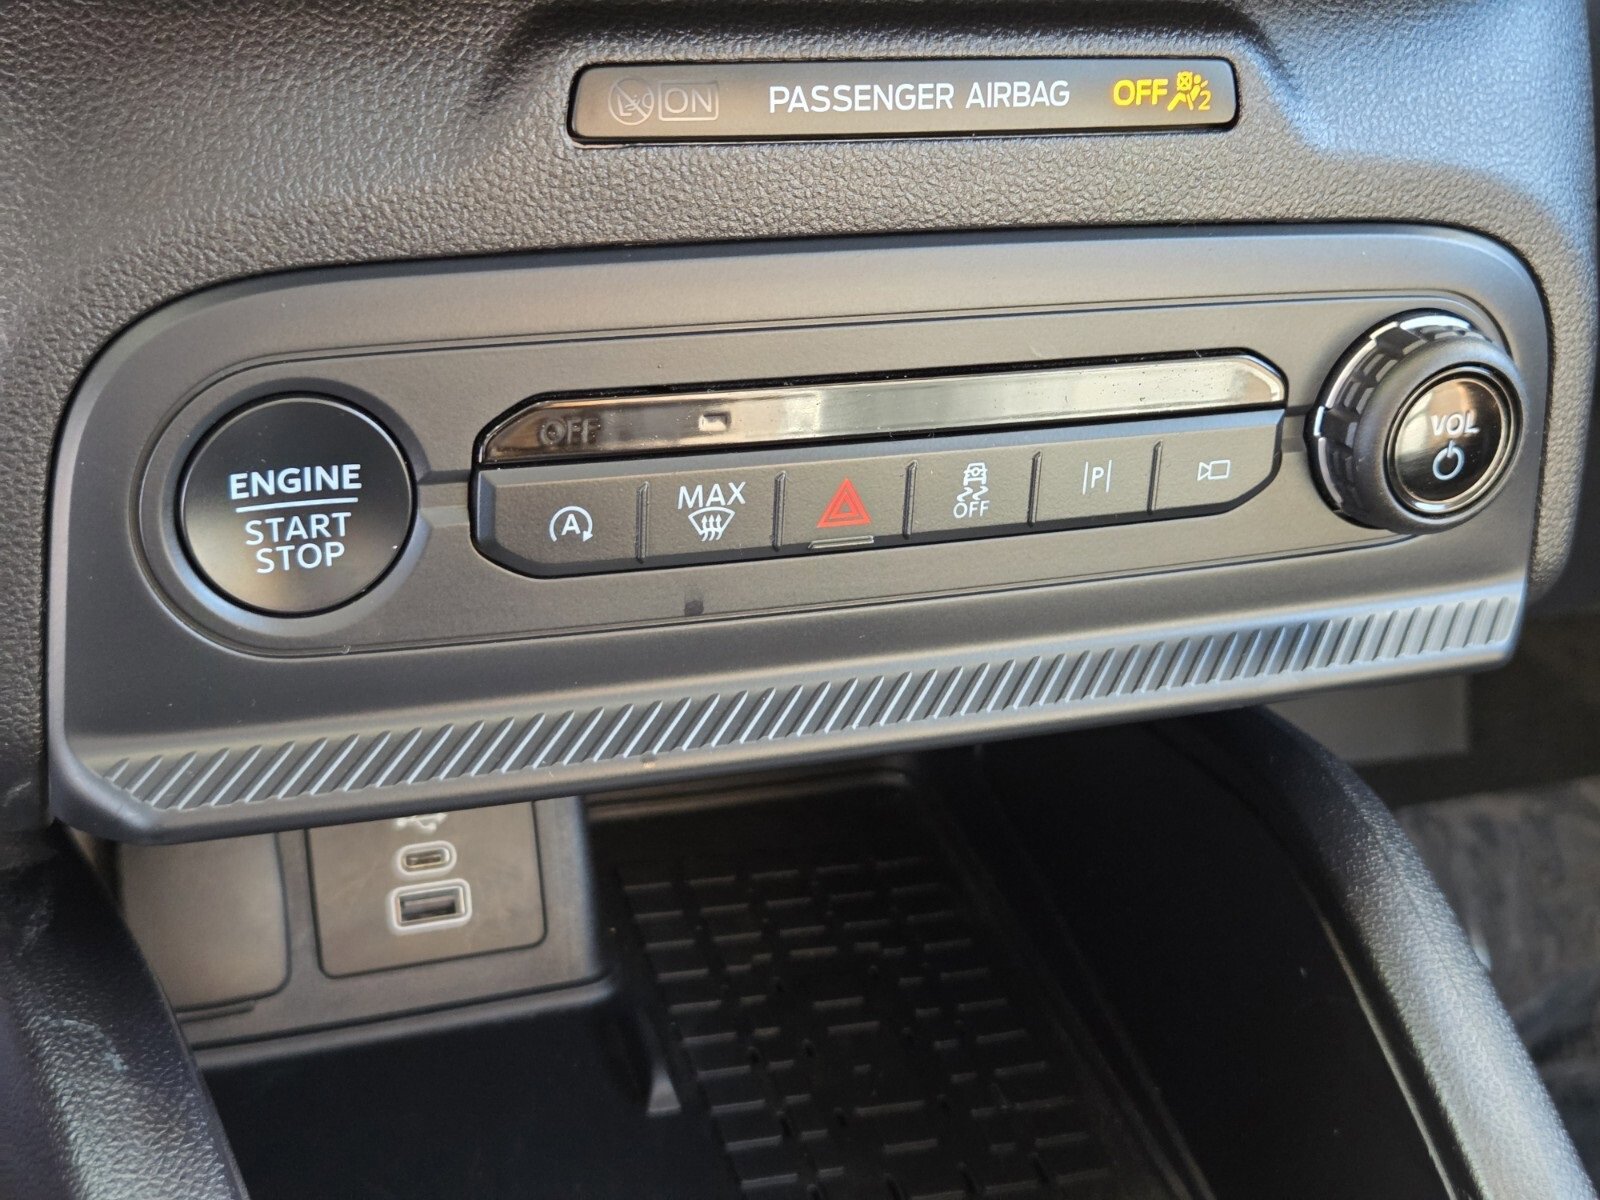 ON PASSENGER AIRBAG OFF 2
OFF
ENGINE
START
STOP
A
MAX
OFF
P
VOL